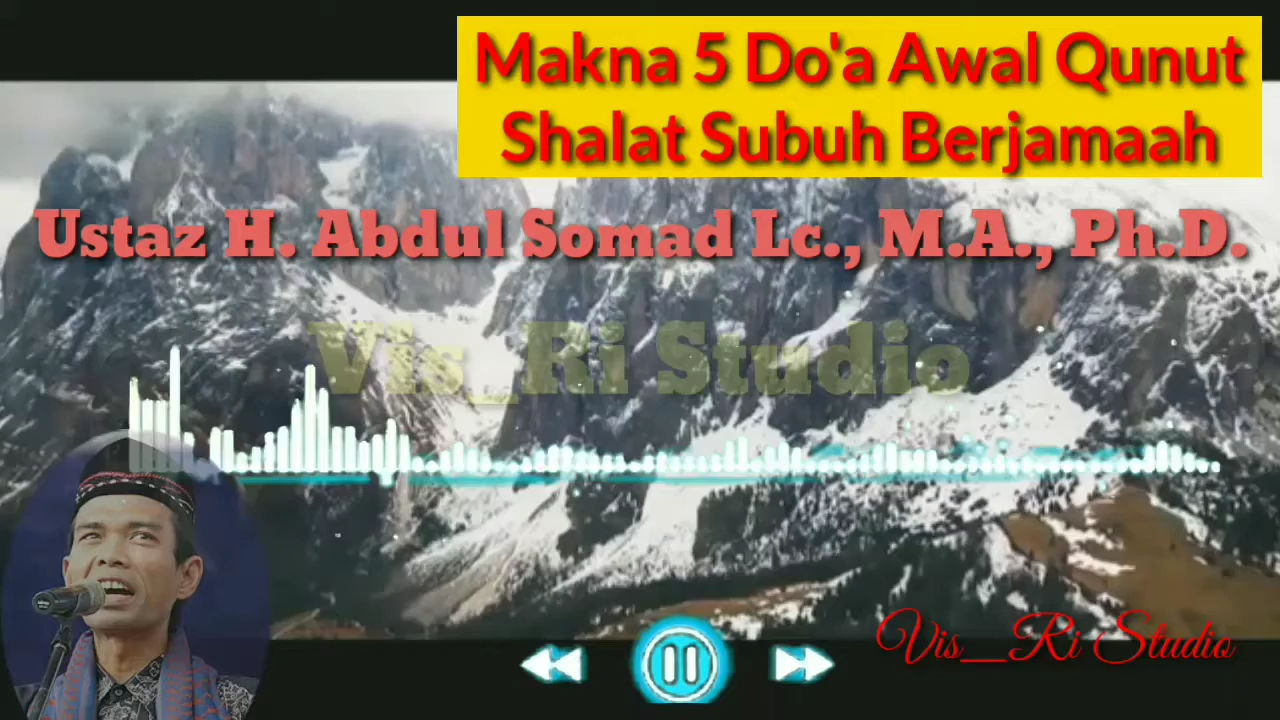 Makna 5 Do'a Awal Qunut
Shalat Subuh Berjamaah
Ustaz H. Abdul Somad Lc., M.A., Ph.D.
Vis_Ri Studio
Vis_Ri Studio